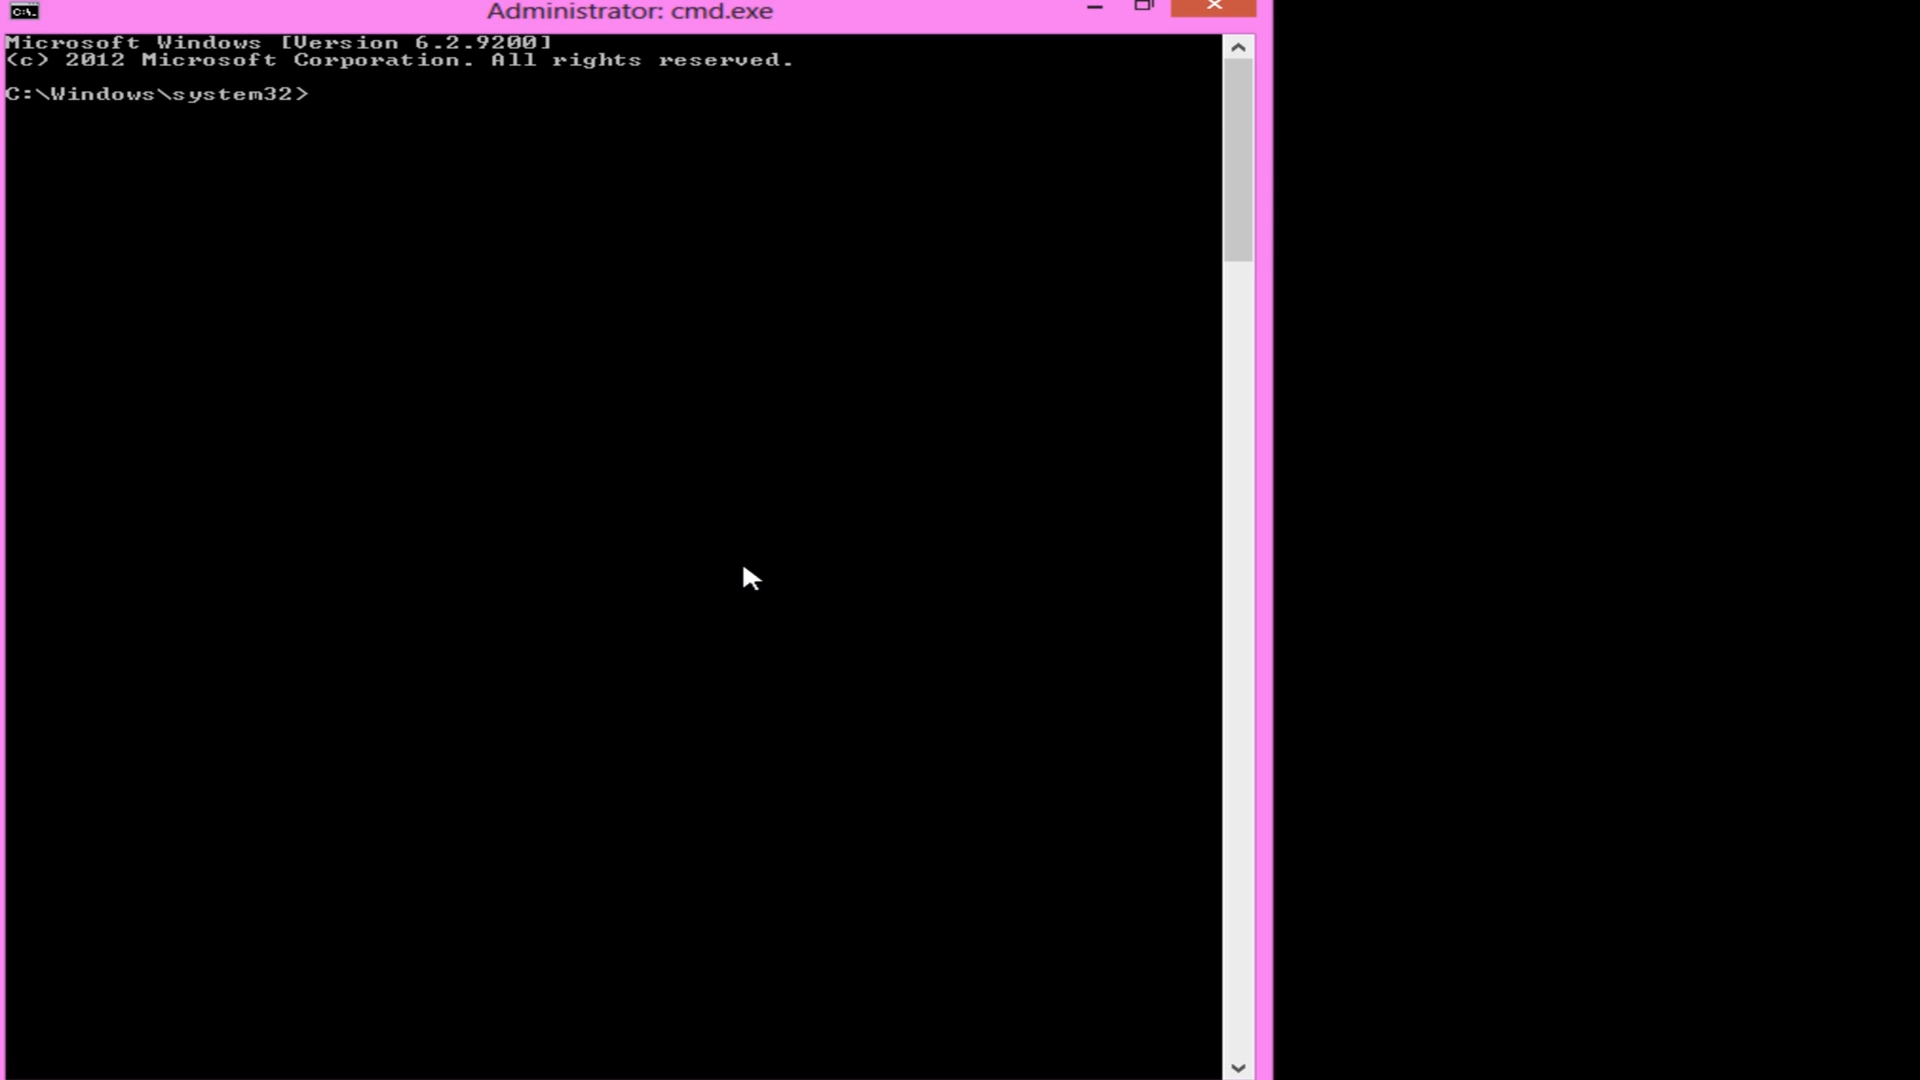 Administrator: cmd.exe
Microsoft Windows [Version 6.2.9200]
(c) 2012 Microsoft Corporation. All rights reserved.
C:\Windows\system32>